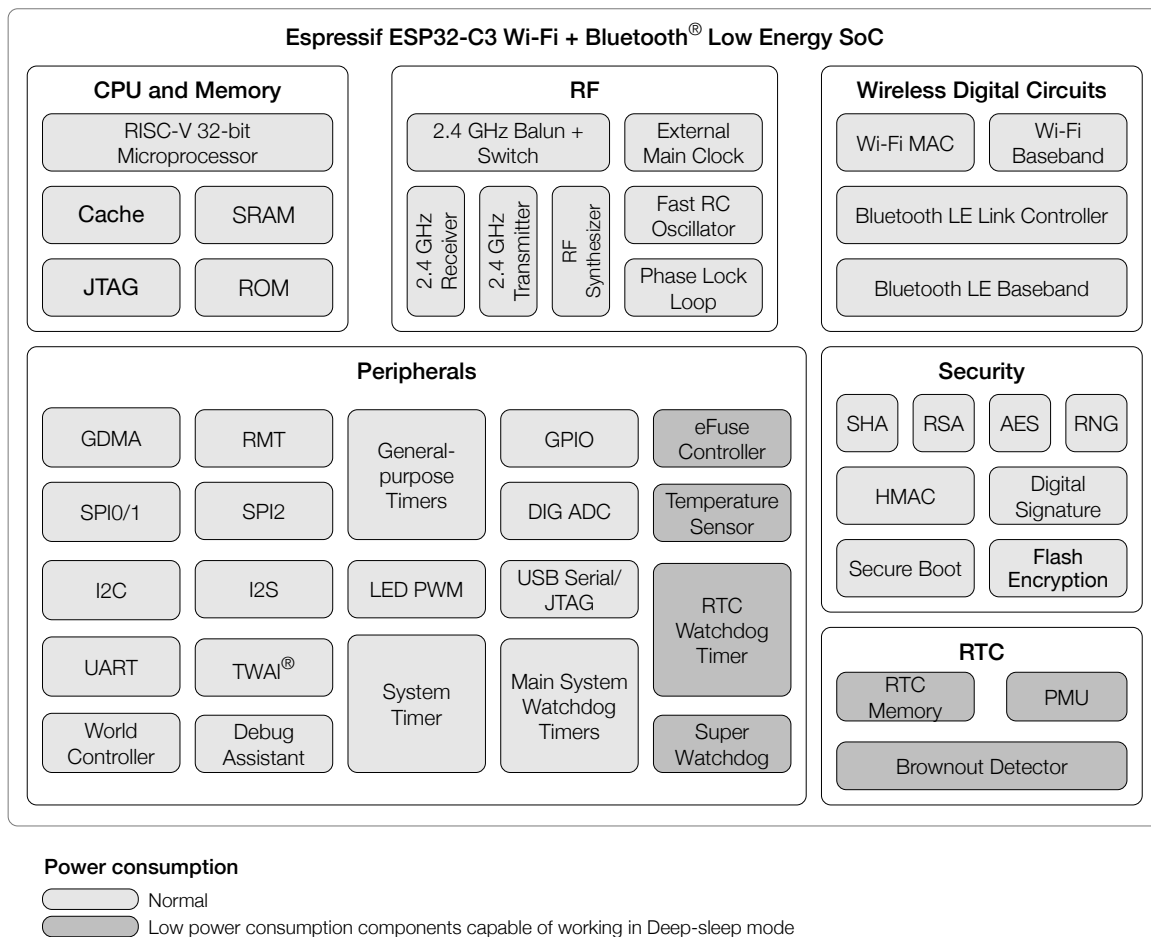 Espressif ESP32-C3 Wi-Fi + Bluetooth® Low Energy SoC
CPU and Memory
RISC-V 32-bit
Microprocessor
Cache
SRAM
JTAG
ROM
RF
2.4 GHz Balun +
Switch
External
Main Clock
2.4 GHz
Receiver
2.4 GHz
Transmitter
RF
Synthesizer
Fast RC
Oscillator
Phase Lock
Loop
Wireless Digital Circuits
Wi-Fi MAC
Wi-Fi
Baseband
Bluetooth LE Link Controller
Bluetooth LE Baseband
Peripherals
GDMA
RMT
General-
purpose
Timers
GPIO
eFuse
Controller
SPI0/1
SPI2
DIG ADC
Temperature
Sensor
I2C
I2S
LED PWM
USB Serial/
JTAG
RTC
Watchdog
Timer
UART
TWAI®
System
Timer
Main System
Watchdog
Timers
World
Controller
Debug
Assistant
Super
Watchdog
Security
SHA
RSA
AES
RNG
HMAC
Digital
Signature
Secure Boot
Flash
Encryption
RTC
RTC
Memory
PMU
Brownout Detector
Power consumption
Normal
Low power consumption components capable of working in Deep-sleep mode